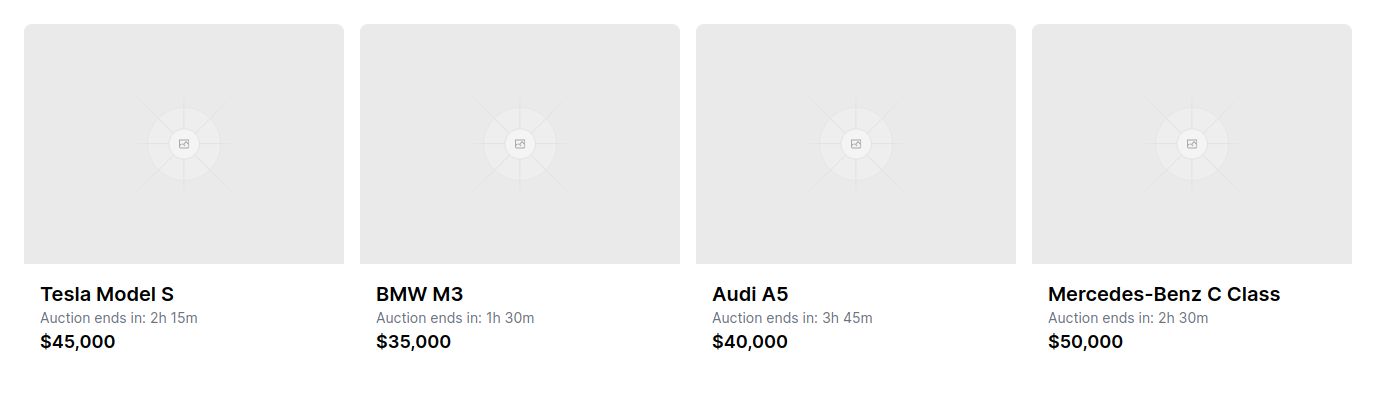 Tesla Model S
Auction ends in: 2h 15m
$45,000
BMW M3
Auction ends in: 1h 30m
$35,000
Audi A5
Auction ends in: 3h 45m
$40,000
Mercedes-Benz C Class
Auction ends in: 2h 30m
$50,000